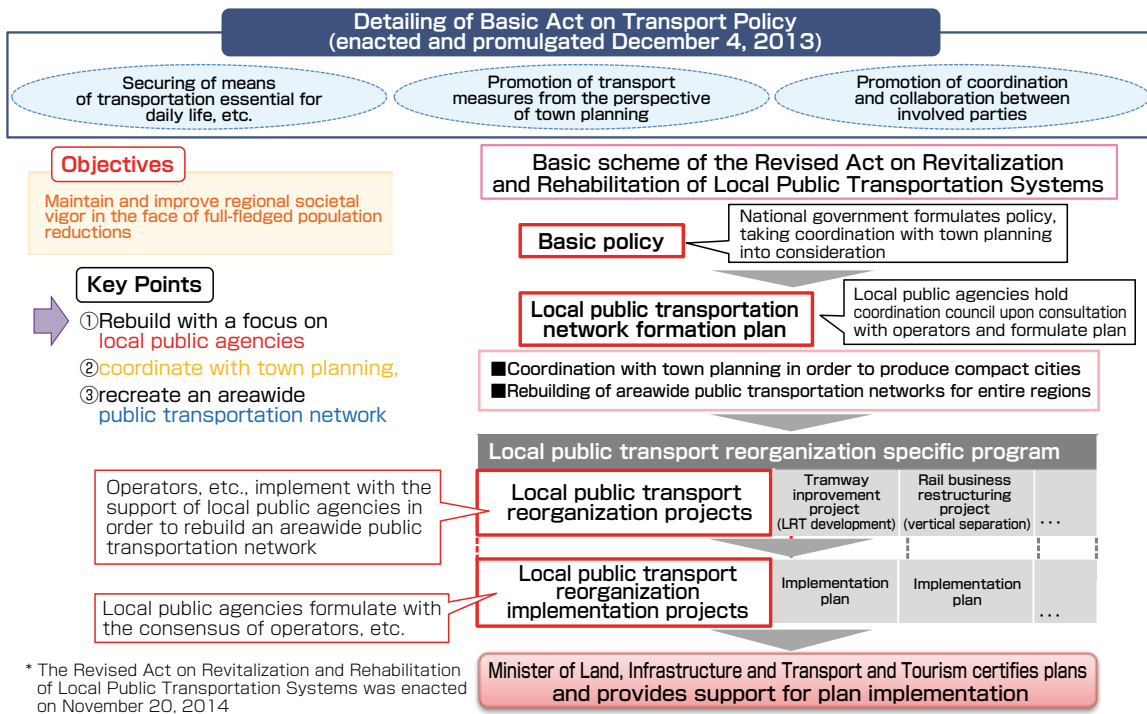 Detailing of Basic Act on Transport Policy
(enacted and promulgated December 4, 2013)
Securing of means
of transportation essential for
daily life, etc.
Promotion of transport
measures from the perspective
of town planning
Promotion of coordination
and collaboration between
involved parties
Objectives
Maintain and improve regional societal
vigor in the face of full-fledged population
reductions
Key Points
①Rebuild with a focus on
local public agencies
②coordinate with town planning,
③recreate an areawide
public transportation network
Basic scheme of the Revised Act on Revitalization
and Rehabilitation of Local Public Transportation Systems
Basic policy
National government formulates policy,
taking coordination with town planning
into consideration
Local public transportation
network formation plan
Local public agencies hold
coordination council upon consultation
with operators and formulate plan
■Coordination with town planning in order to produce compact cities
■Rebuilding of areawide public transportation networks for entire regions
Local public transport reorganization specific program
Operators, etc., implement with the
support of local public agencies in
order to rebuild an areawide public
transportation network
Local public transport
reorganization projects
Tramway
inprovement
project
(LRT development)
Rail business
restructuring
project
(vertical separation)
...
Local public agencies formulate with
the consensus of operators, etc.
Local public transport
reorganization
implementation projects
Implementation
plan
Implementation
plan
...
Minister of Land, Infrastructure and Transport and Tourism certifies plans
and provides support for plan implementation
* The Revised Act on Revitalization and Rehabilitation
of Local Public Transportation Systems was enacted
on November 20, 2014